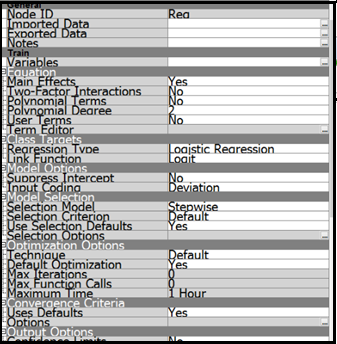 General
Node ID Reg
Imported Data ...
Exported Data ...
Notes ...
Train
Variables ...
Equation
Main Effects Yes
Two-Factor Interactions No
Polynomial Terms No
Polynomial Degree 2
User Terms No
Term Editor ...
Class Targets
Regression Type Logistic Regression
Link Function Logit
Model Options
Suppress Intercept No
Input Coding Deviation
Model Selection
Selection Model Stepwise
Selection Criterion Default
Use Selection Defaults Yes
Selection Options ...
Optimization Options
Technique Default
Default Optimization Yes
Max Iterations 0
Max Function Calls 0
Maximum Time 1 Hour
Convergence Criteria
Uses Defaults Yes
Options ...
Output Options
Confidence Limits No